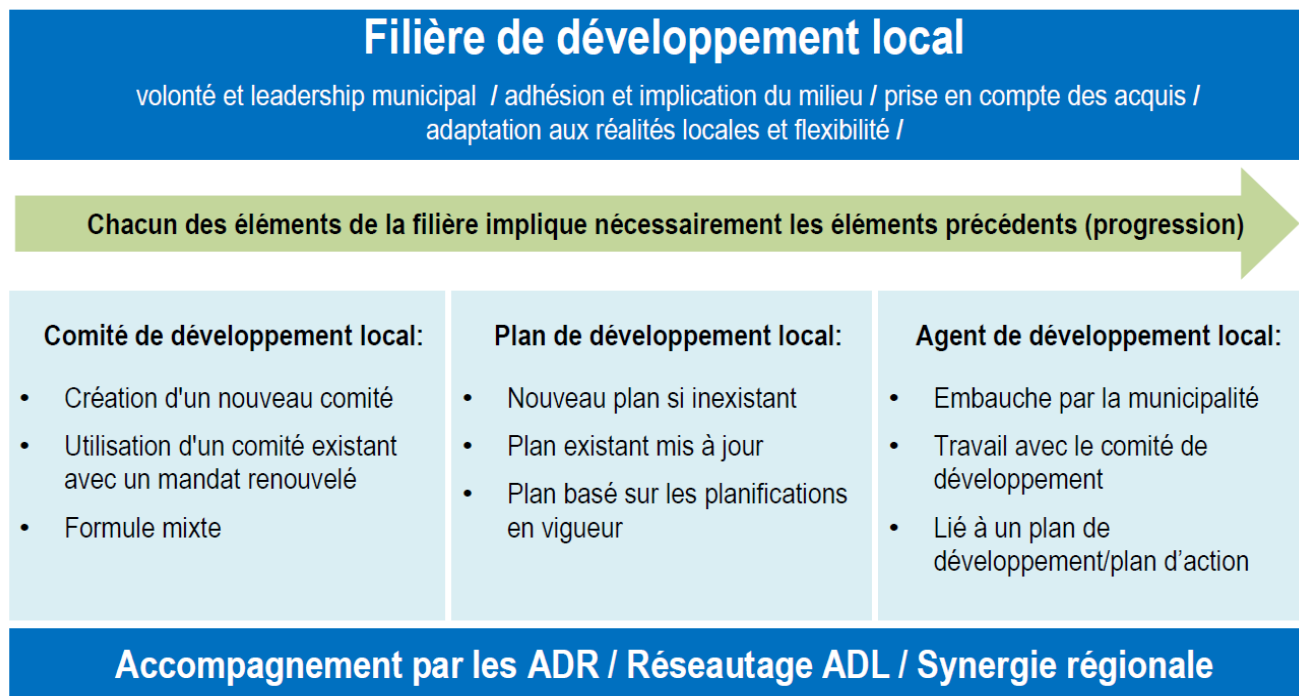 Filière de développement local
volonté et leadership municipal / adhésion et implication du milieu / prise en compte des acquis /
adaptation aux réalités locales et flexibilité /
Chacun des éléments de la filière implique nécessairement les éléments précédents (progression)
Comité de développement local:
• Création d'un nouveau comité
• Utilisation d'un comité existant
avec un mandat renouvelé
• Formule mixte
Plan de développement local:
• Nouveau plan si inexistant
• Plan existant mis à jour
• Plan basé sur les planifications
en vigueur
Agent de développement local:
• Embauche par la municipalité
• Travail avec le comité de
développement
• Lié à un plan de
développement/plan d’action
Accompagnement par les ADR / Réseautage ADL / Synergie régionale